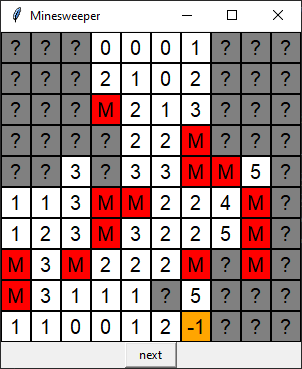 Minesweeper
? ? ? 0 0 0 1 ? ? ?
? ? ? 2 1 0 2 ? ? ?
? ? ? M 2 1 3 ? ? ?
? ? ? ? 2 2 M ? ? ?
? ? 3 ? 3 3 M M 5 ?
1 1 3 M M 2 2 4 M ?
1 2 3 M 3 2 2 5 M ?
M 3 M 2 2 2 M ? M ?
M 3 1 1 1 ? 5 ? ? ?
1 1 0 0 1 2 -1 ? ? ?
next